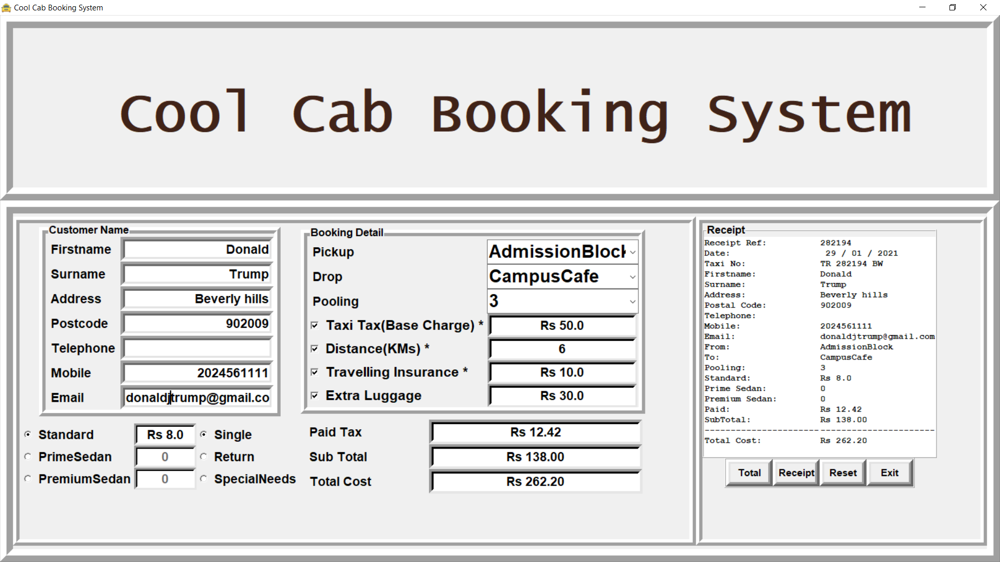 Cool Cab Booking System
Cool Cab Booking System
Customer Name
Firstname Donald
Surname Trump
Address Beverly hills
Postcode 902009
Telephone
Mobile 2024561111
Email donaldjtrump@gmail.co
Standard Rs 8.0 Single
PrimeSedan 0 Return
PremiumSedan 0 SpecialNeeds
Booking Detail
Pickup AdmissionBlock
Drop CampusCafe
Pooling 3
Taxi Tax(Base Charge) * Rs 50.0
Distance(KMs) * 6
Travelling Insurance * Rs 10.0
Extra Luggage Rs 30.0
Paid Tax Rs 12.42
Sub Total Rs 138.00
Total Cost Rs 262.20
Receipt
Receipt Ref: 282194
Date: 29 / 01 / 2021
Taxi No: TR 282194 BW
Firstname: Donald
Surname: Trump
Address: Beverly hills
Postal Code: 902009
Telephone:
Mobile: 2024561111
Email: donaldjtrump@gmail.com
From: AdmissionBlock
To: CampusCafe
Pooling: 3
Standard: Rs 8.0
Prime Sedan: 0
Premium Sedan: 0
Paid: Rs 12.42
SubTotal: Rs 138.00
--------------------------------------------
Total Cost: Rs 262.20
Total Receipt Reset Exit